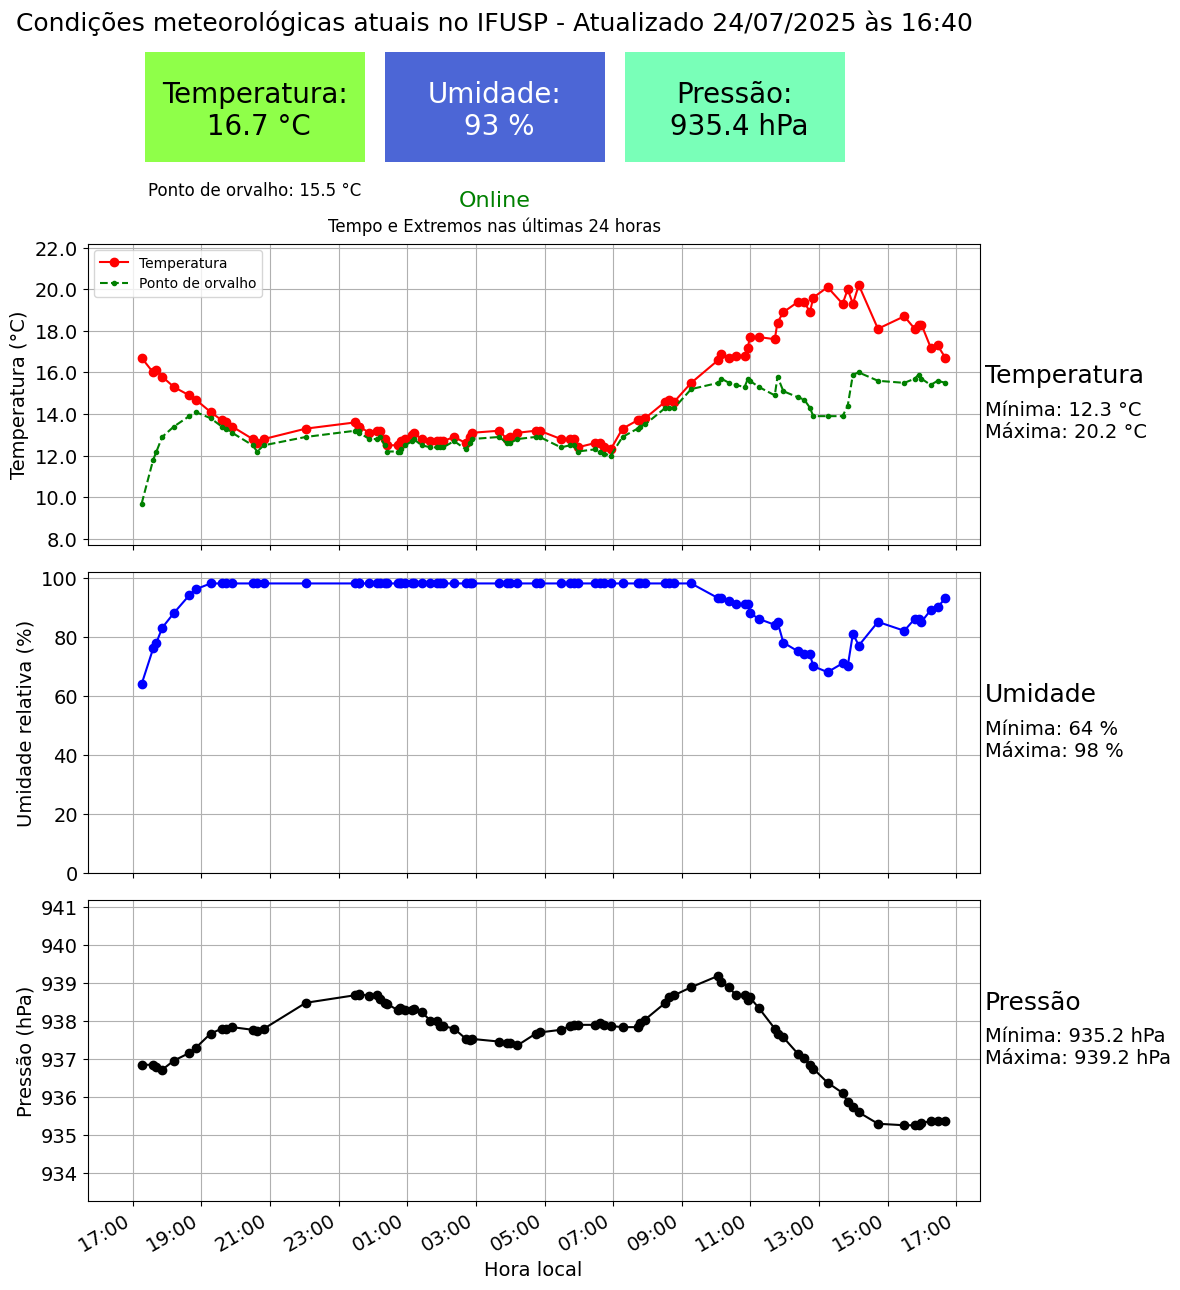 Condições meteorológicas atuais no IFUSP - Atualizado 24/07/2025 às 16:40
Temperatura:
16.7 °C
Umidade:
93 %
Pressão:
935.4 hPa
Ponto de orvalho: 15.5 °C
Online
Tempo e Extremos nas últimas 24 horas
Temperatura (°C)
22.0
20.0
18.0
16.0
14.0
12.0
10.0
8.0
Temperatura
Ponto de orvalho
Temperatura
Mínima: 12.3 °C
Máxima: 20.2 °C
Umidade relativa (%)
100
80
60
40
20
0
Umidade
Mínima: 64 %
Máxima: 98 %
Pressão (hPa)
941
940
939
938
937
936
935
934
Pressão
Mínima: 935.2 hPa
Máxima: 939.2 hPa
17:00
19:00
21:00
23:00
01:00
03:00
05:00
07:00
09:00
11:00
13:00
15:00
17:00
Hora local